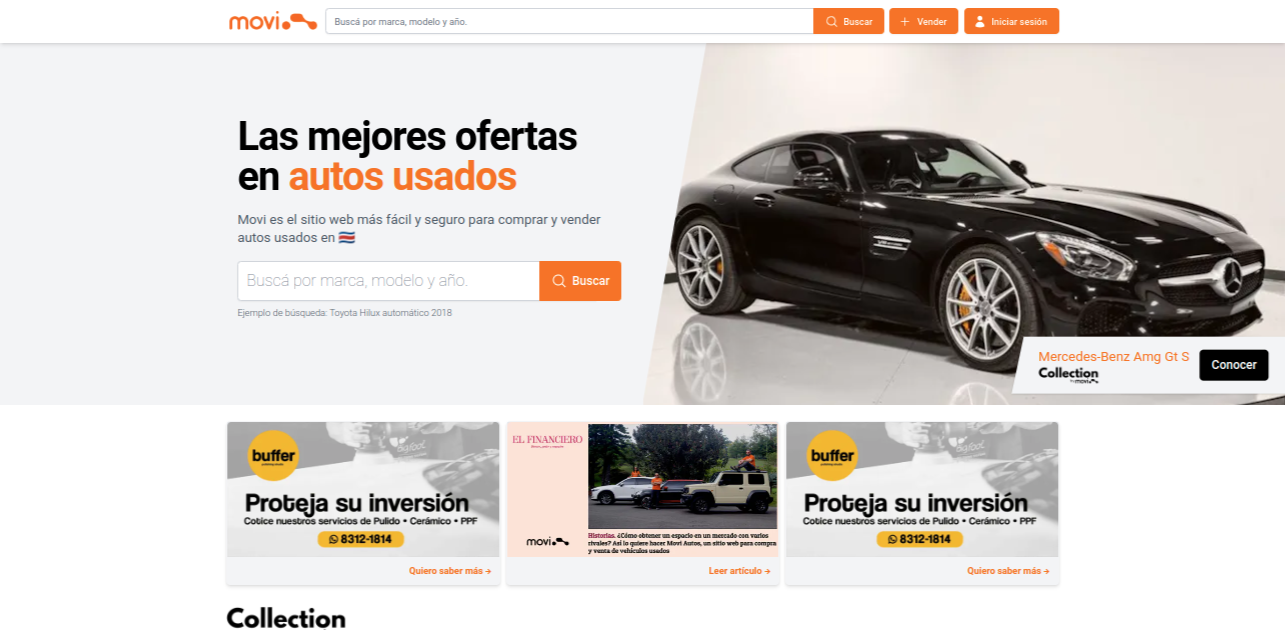 movi
Buscá por marca, modelo y año.
Buscar
Vender
Iniciar sesión
Las mejores ofertas
en autos usados
Movi es el sitio web más fácil y seguro para comprar y vender
autos usados en
Buscá por marca, modelo y año.
Buscar
Ejemplo de búsqueda: Toyota Hilux automático 2018
Mercedes-Benz Amg Gt S
Collection
by movi
Conocer
buffer
Proteja su inversión
Cotice nuestros servicios de Pulido • Cerámico • PPF
8312-1814
Quiero saber más →
EL FINANCIERO
movi
Historias. ¿Cómo obtener un espacio en un mercado con varios
rivales? Así lo quiere hacer Movi Autos, un sitio web para compra
y venta de vehículos usados
Leer artículo →
buffer
Proteja su inversión
Cotice nuestros servicios de Pulido • Cerámico • PPF
8312-1814
Quiero saber más →
Collection